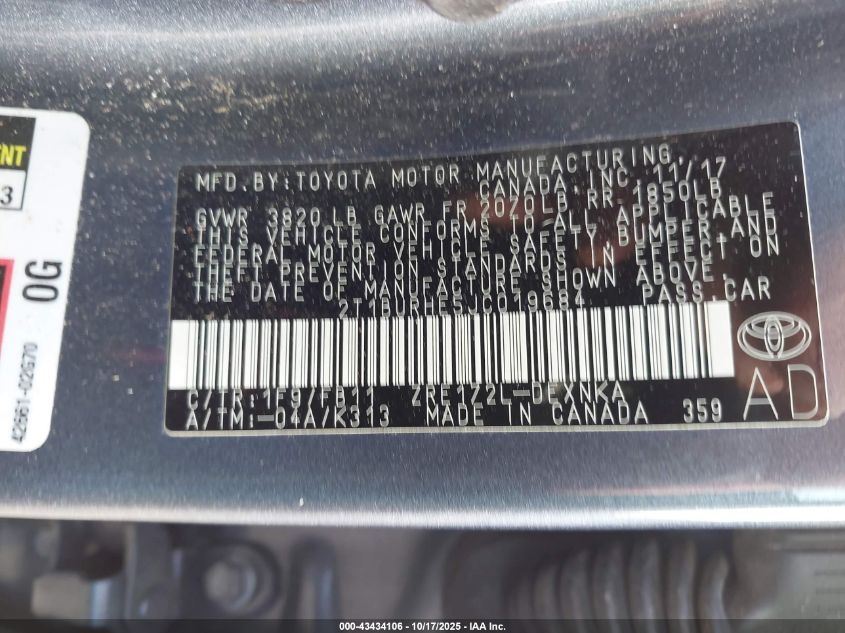 MFD. BY:TOYOTA MOTOR MANUFACTURING,
CANADA, INC. 11/17
GVWR 3820 LB GAWR FR 2020LB RR 1850LB
THIS VEHICLE CONFORMS TO ALL APPLICABLE
FEDERAL MOTOR VEHICLE SAFETY, BUMPER, AND
THEFT PREVENTION STANDARDS IN EFFECT ON
THE DATE OF MANUFACTURE SHOWN ABOVE.
2T1BURHE5JC019684 PASS.CAR
C/TR:1F9/FB11 ZRE172L-DEXNKA
A/TM:-04A/K313 MADE IN CANADA 359
AD
3
0G
000-43434106 - 10/17/2025 - IAA Inc.